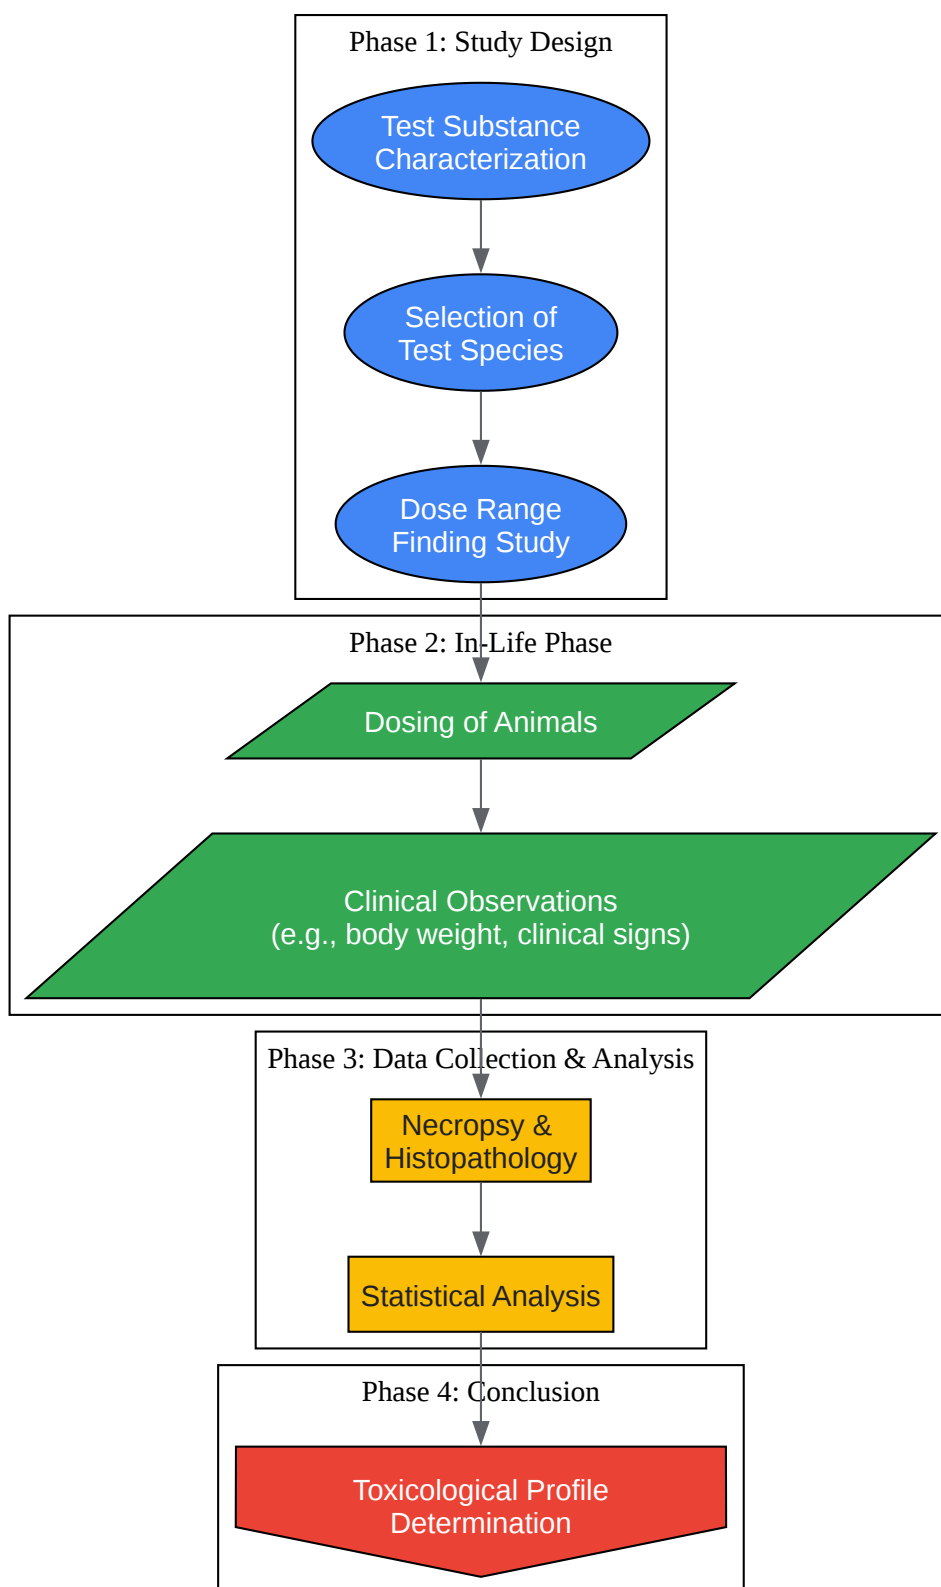 Phase 1: Study Design
Test Substance
Characterization
Selection of
Test Species
Dose Range
Finding Study
Phase 2: In-Life Phase
Dosing of Animals
Clinical Observations
(e.g., body weight, clinical signs)
Phase 3: Data Collection & Analysis
Necropsy &
Histopathology
Statistical Analysis
Phase 4: Conclusion
Toxicological Profile
Determination